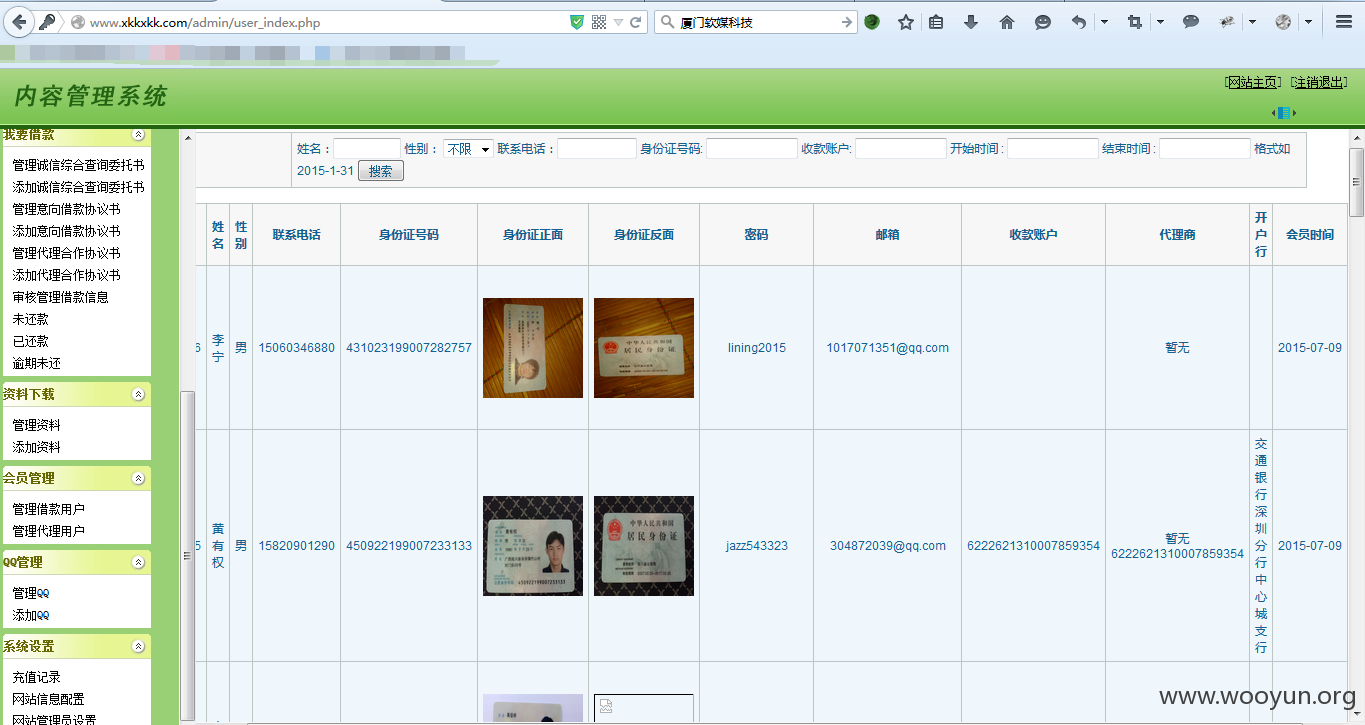 www.xkkxkk.com/admin/user_index.php
厦门软媒科技
内容管理系统
[网站主页] [注销退出]
我要借款
管理诚信综合查询委托书
添加诚信综合查询委托书
管理意向借款协议书
添加意向借款协议书
管理代理合作协议书
添加代理合作协议书
审核管理借款信息
未还款
已还款
逾期未还
资料下载
管理资料
添加资料
会员管理
管理借款用户
管理代理用户
QQ管理
管理QQ
添加QQ
系统设置
充值记录
网站信息配置
网站管理员设置
姓名： 性别： 不限 联系电话： 身份证号码: 收款账户: 开始时间： 结束时间： 格式如
2015-1-31 搜索
姓名 性别 联系电话 身份证号码 身份证正面 身份证反面 密码 邮箱 收款账户 代理商 开户行 会员时间
6 李宁 男 15060346880 431023199007282757 lining2015 1017071351@qq.com 暂无 2015-07-09
中华人民共和国
居民身份证
5 黄有权 男 15820901290 450922199007233133 jazz543323 304872039@qq.com 6222621310007859354 暂无 6222621310007859354 交通银行深圳分行中心城支行 2015-07-09
450922199007233133
中华人民共和国
居民身份证
www.wooyun.org